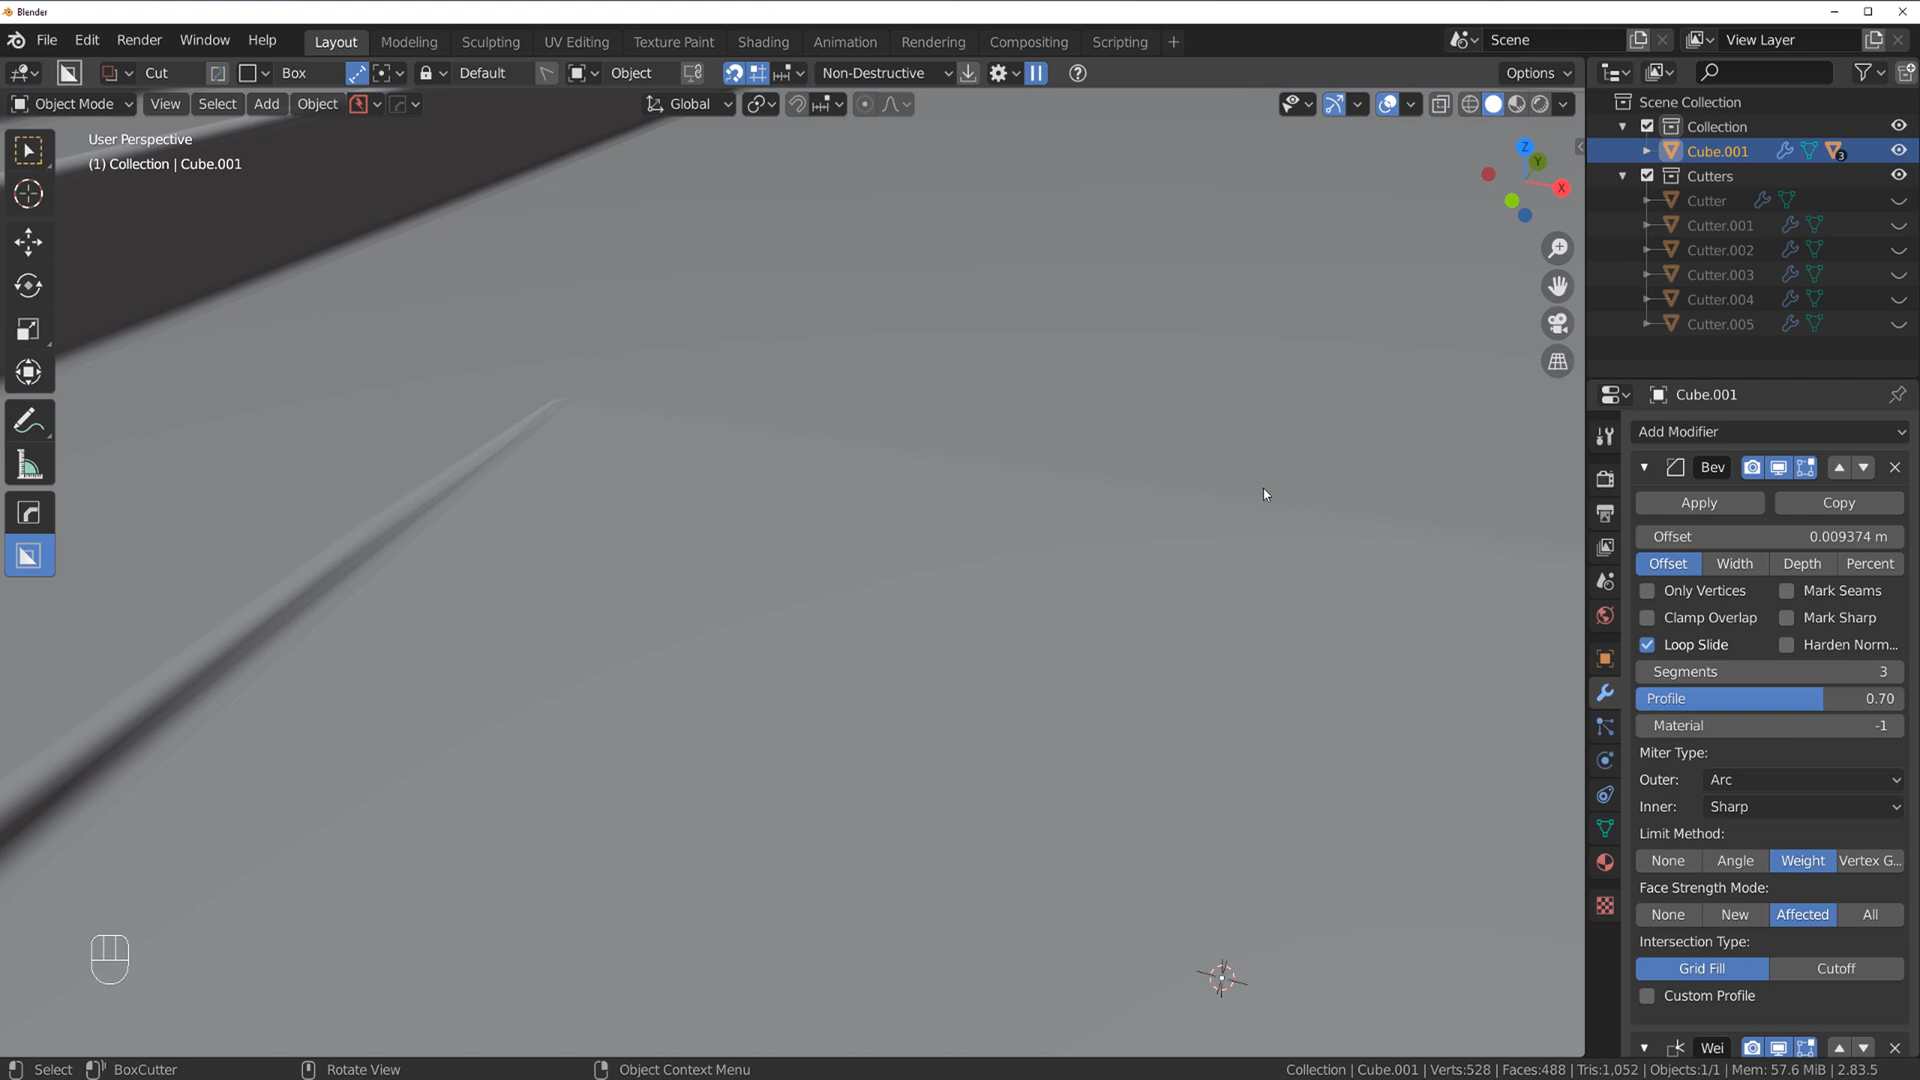 Blender
File Edit Render Window Help Layout Modeling Sculpting UV Editing Texture Paint Shading Animation Rendering Compositing Scripting + Scene View Layer
Cut Box Default Object Non-Destructive Options
Object Mode View Select Add Object Global
User Perspective
(1) Collection | Cube.001
Z
Y
X
Scene Collection
Collection
Cube.001 3
Cutters
Cutter
Cutter.001
Cutter.002
Cutter.003
Cutter.004
Cutter.005
Cube.001
Add Modifier
Bev
Apply Copy
Offset 0.009374 m
Offset Width Depth Percent
Only Vertices Mark Seams
Clamp Overlap Mark Sharp
Loop Slide Harden Norm...
Segments 3
Profile 0.70
Material -1
Miter Type:
Outer: Arc
Inner: Sharp
Limit Method:
None Angle Weight Vertex G...
Face Strength Mode:
None New Affected All
Intersection Type:
Grid Fill Cutoff
Custom Profile
Wei
Select BoxCutter Rotate View Object Context Menu Collection | Cube.001 | Verts:528 | Faces:488 | Tris:1,052 | Objects:1/1 | Mem: 57.6 MiB | 2.83.5